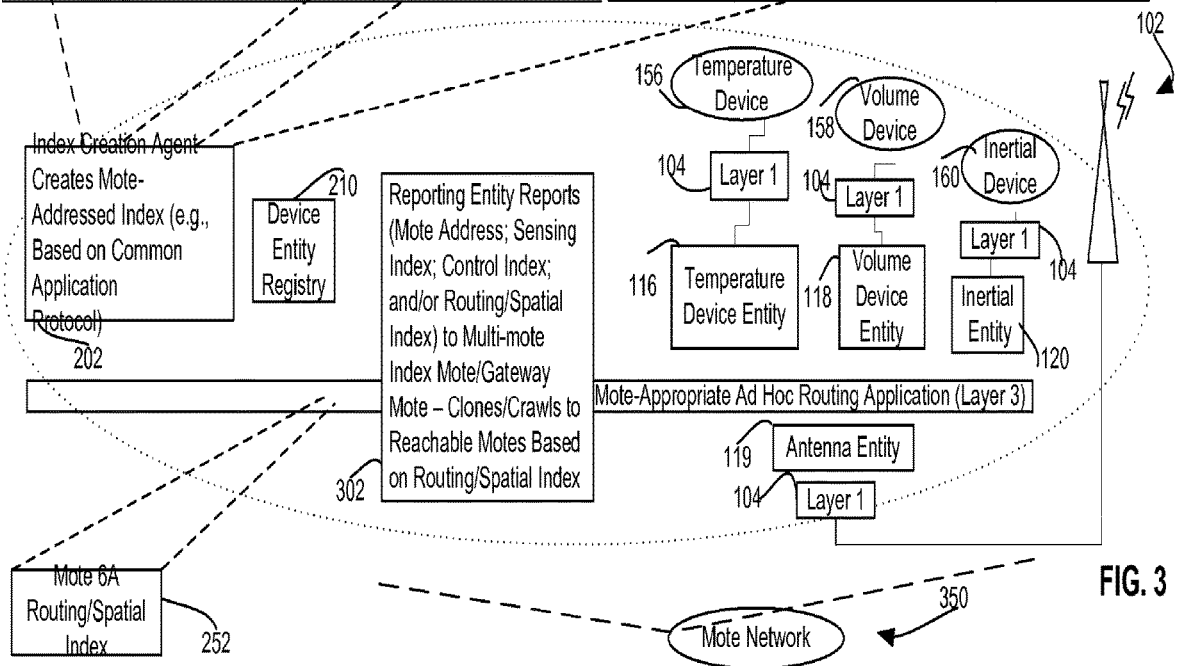 102
156
Temperature
Device
158
Volume
Device
160
Inertial
Device
Index Creation Agent
Creates Mote-
Addressed Index (e.g.,
Based on Common
Application
Protocol)
202
210
Device
Entity
Registry
Reporting Entity Reports
(Mote Address; Sensing
Index; Control Index;
and/or Routing/Spatial
Index) to Multi-mote
Index Mote/Gateway
Mote – Clones/Crawls to
Reachable Motes Based
on Routing/Spatial Index
302
104
Layer 1
104
Layer 1
Layer 1
104
116
Temperature
Device Entity
118
Volume
Device
Entity
Inertial
Entity
120
Mote-Appropriate Ad Hoc Routing Application (Layer 3)
119
Antenna Entity
104
Layer 1
Mote 6A
Routing/Spatial
Index
252
Mote Network
350
FIG. 3